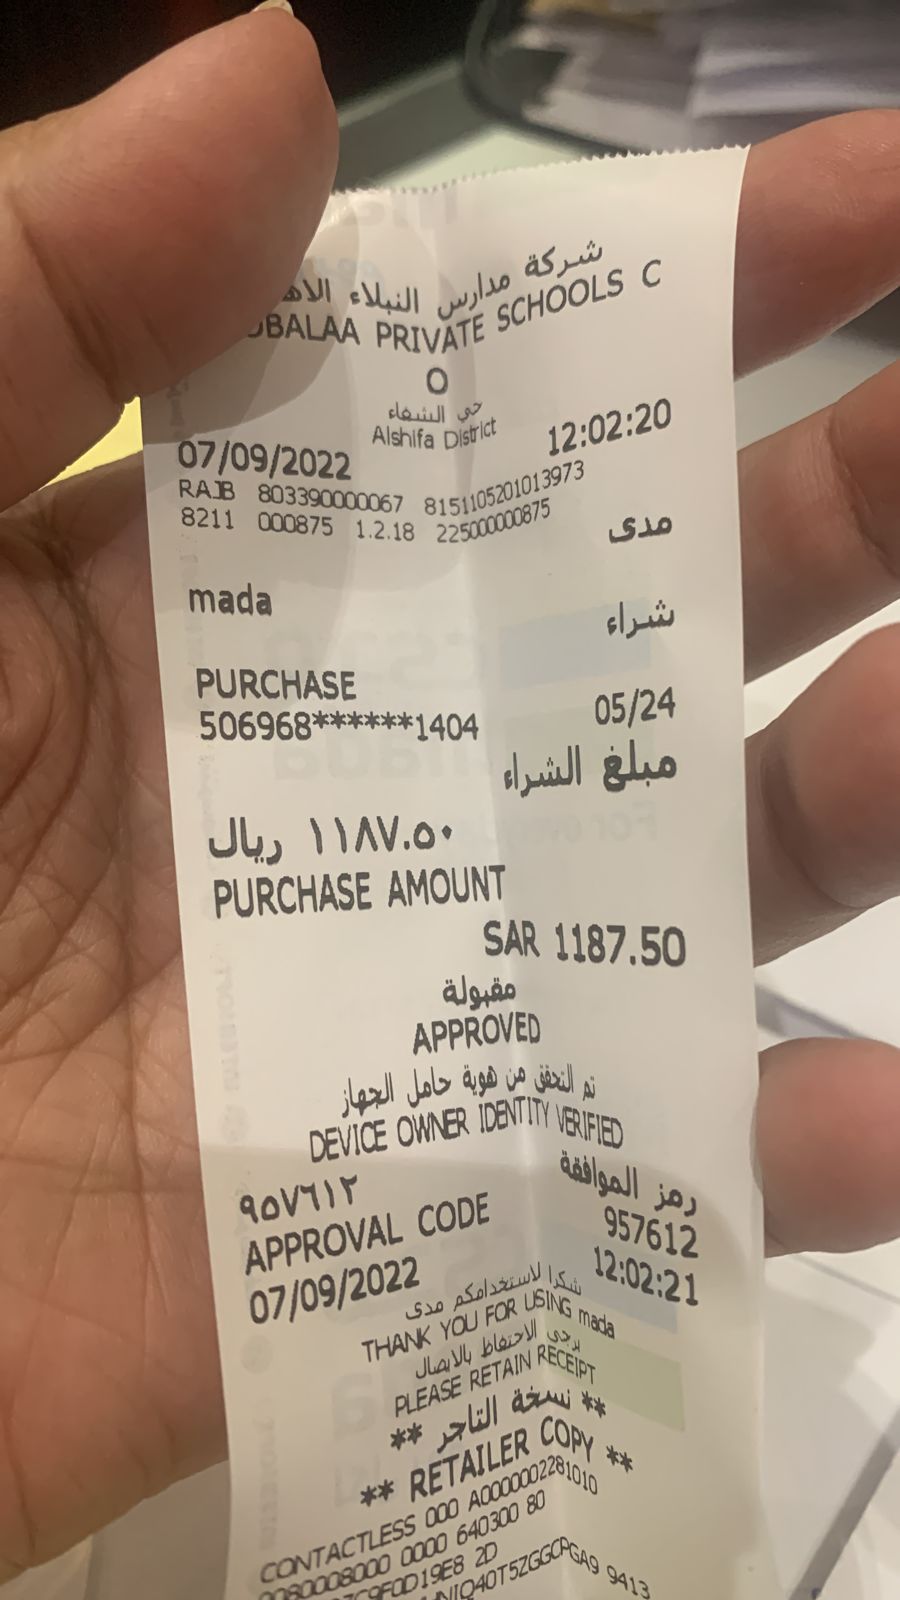 شركة مدارس النبلاء
PRIVATE SCHOOLS C
O
حي الشفاء
Alshifa District
07/09/2022 12:02:20
RAJB 803390000067 8151105201013973
8211 000875 1.2.18 225000000875
مدى
mada
شراء
PURCHASE
506968******1404 05/24
مبلغ الشراء
١١٨٧.٥٠ ريال
PURCHASE AMOUNT
SAR 1187.50
مقبولة
APPROVED
تم التحقق من هوية حامل الجهاز
DEVICE OWNER IDENTITY VERIFIED
رمز الموافقة
٩٥٧٦١٢
APPROVAL CODE 957612
07/09/2022 12:02:21
شكرا لاستخدامكم مدى
THANK YOU FOR USING mada
يرجى الاحتفاظ بالايصال
PLEASE RETAIN RECEIPT
** نسخة التاجر **
** RETAILER COPY **
CONTACTLESS 000 A0000002281010
0080008000 0000 640300 80
2D
9413